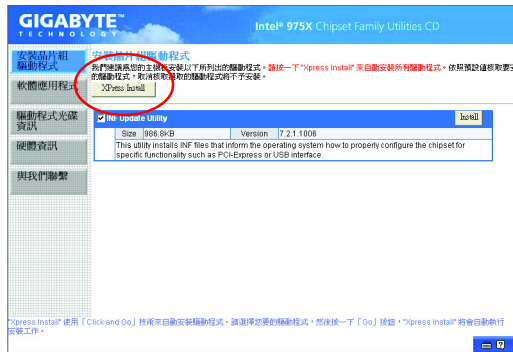 GIGABYTE™
TECHNOLOGY
Intel® 975X Chipset Family Utilities CD
安裝晶片組
驅動程式
軟體應用程式
驅動程式光碟
資訊
硬體資訊
與我們聯繫
安裝晶片組驅動程式
我們建議為您的主機板安裝以下所列出的驅動程式。請按一下 "Xpress Install" 來自動安裝所有驅動程式。依照預設值核取要安
的驅動程式，取消核取選取的驅動程式將不予安裝。
XPress Install
INF Update Utility
Install
Size 986.8KB Version 7.2.1.1006
This utility installs INF files that inform the operating system how to properly configure the chipset for
specific functionality such as PCI-Express or USB interface.
"Xpress Install" 使用「Click and Go」技術來自動安裝驅動程式。請選擇您要的驅動程式，然後按一下「Go」按鈕，"Xpress Install" 將會自動執行
安裝工作。